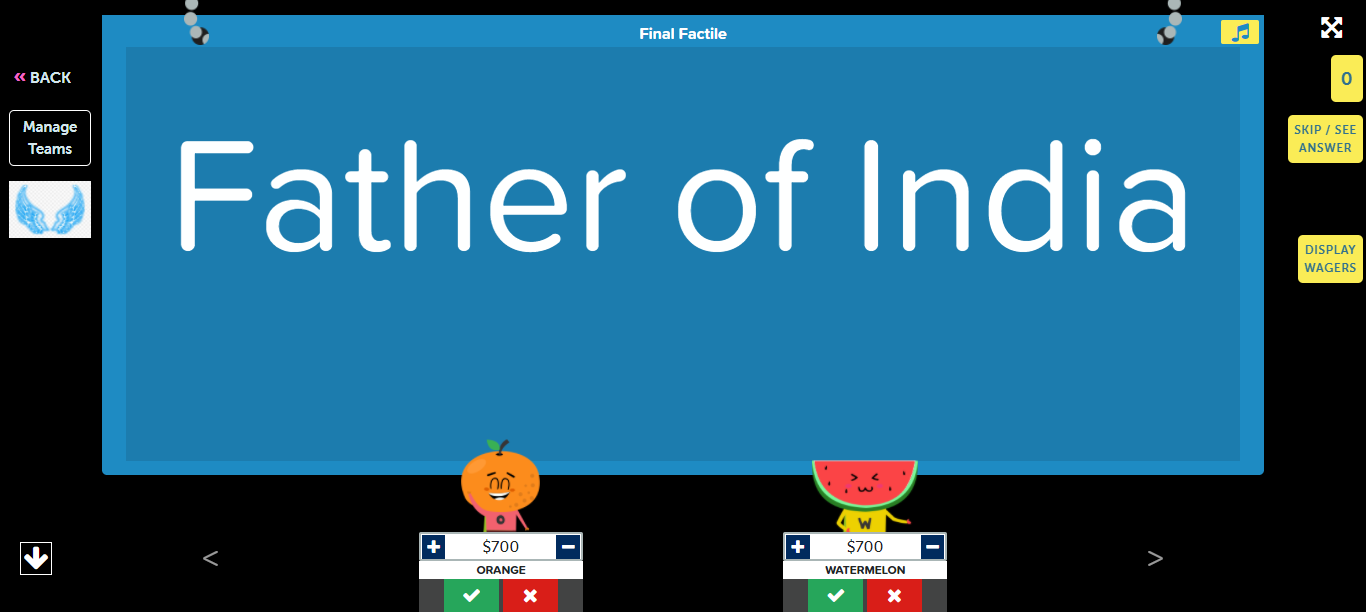 Final Factile
« BACK
Manage
Teams
Father of India
0
SKIP / SEE
ANSWER
DISPLAY
WAGERS
O
W
+ $700 −
ORANGE
+ $700 −
WATERMELON
< >